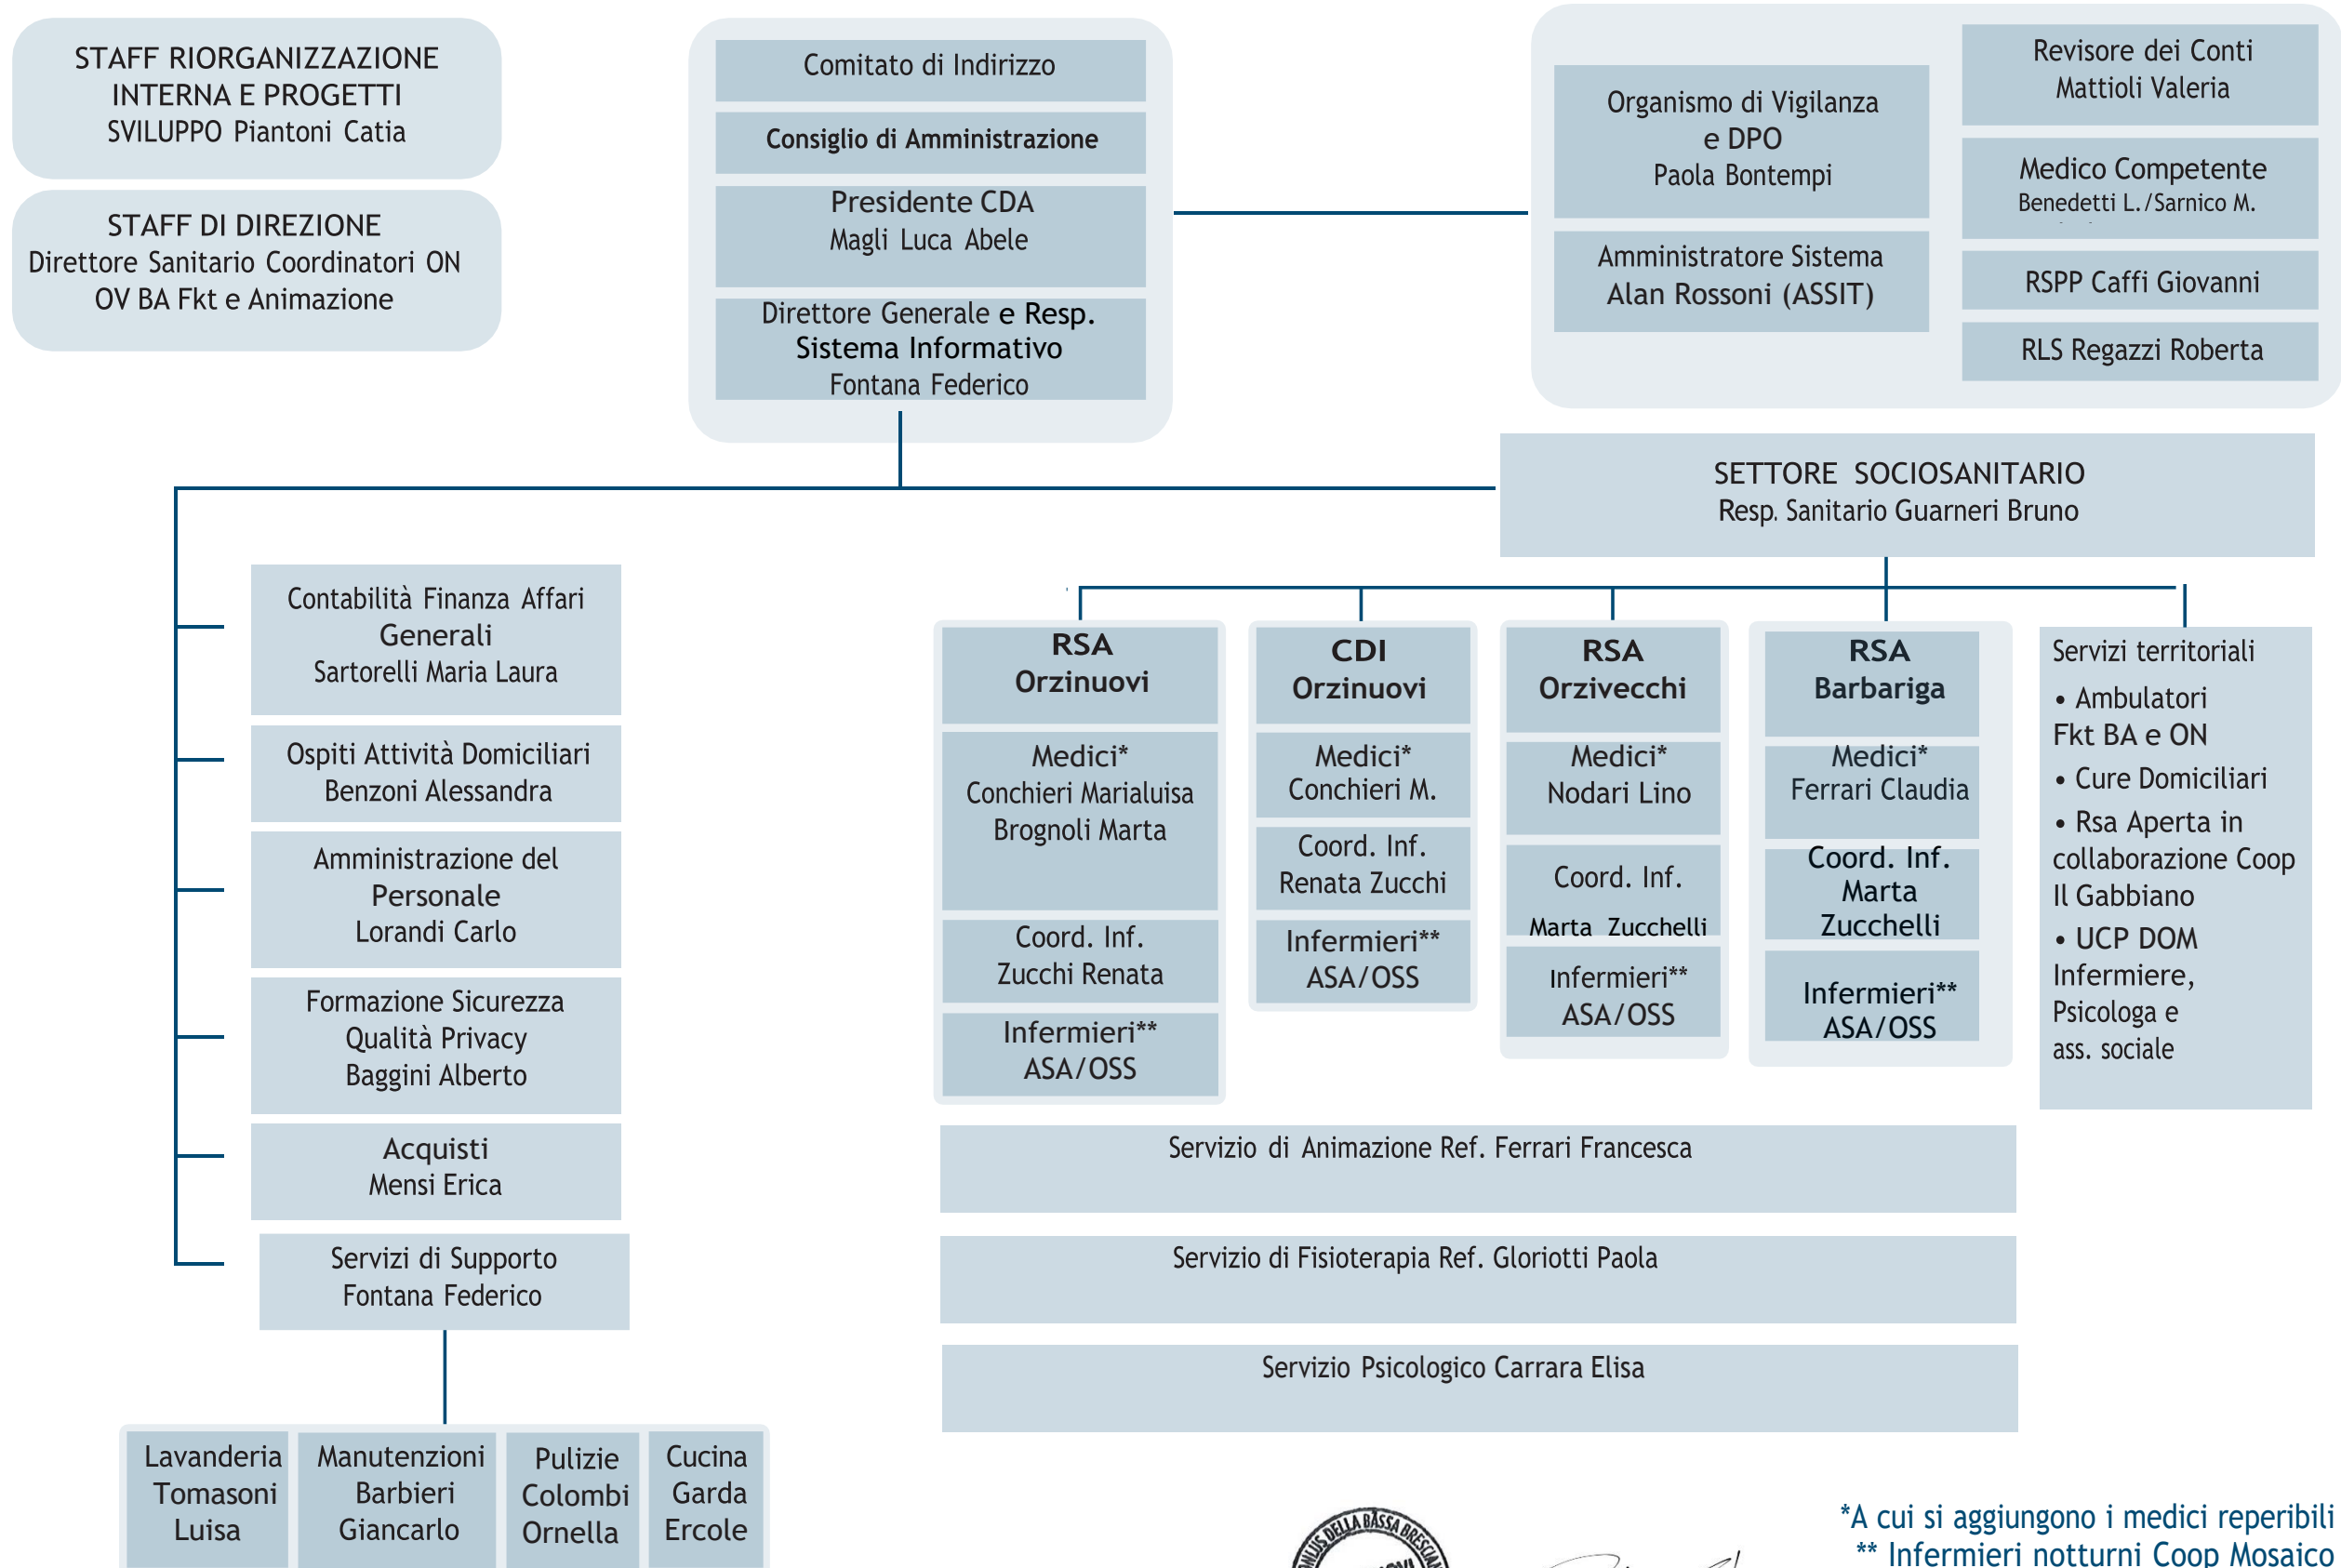 STAFF RIORGANIZZAZIONE
INTERNA E PROGETTI
SVILUPPO Piantoni Catia
STAFF DI DIREZIONE
Direttore Sanitario Coordinatori ON
OV BA Fkt e Animazione
Comitato di Indirizzo
Consiglio di Amministrazione
Presidente CDA
Magli Luca Abele
Direttore Generale e Resp.
Sistema Informativo
Fontana Federico
Organismo di Vigilanza
e DPO
Paola Bontempi
Amministratore Sistema
Alan Rossoni (ASSIT)
Revisore dei Conti
Mattioli Valeria
Medico Competente
Benedetti L./Sarnico M.
RSPP Caffi Giovanni
RLS Regazzi Roberta
SETTORE SOCIOSANITARIO
Resp. Sanitario Guarneri Bruno
Contabilità Finanza Affari
Generali
Sartorelli Maria Laura
Ospiti Attività Domiciliari
Benzoni Alessandra
Amministrazione del
Personale
Lorandi Carlo
Formazione Sicurezza
Qualità Privacy
Baggini Alberto
Acquisti
Mensi Erica
Servizi di Supporto
Fontana Federico
Lavanderia
Tomasoni
Luisa
Manutenzioni
Barbieri
Giancarlo
Pulizie
Colombi
Ornella
Cucina
Garda
Ercole
RSA
Orzinuovi
Medici*
Conchieri Marialuisa
Brognoli Marta
Coord. Inf.
Zucchi Renata
Infermieri**
ASA/OSS
CDI
Orzinuovi
Medici*
Conchieri M.
Coord. Inf.
Renata Zucchi
Infermieri**
ASA/OSS
RSA
Orzivecchi
Medici*
Nodari Lino
Coord. Inf.
Marta Zucchelli
Infermieri**
ASA/OSS
RSA
Barbariga
Medici*
Ferrari Claudia
Coord. Inf.
Marta
Zucchelli
Infermieri**
ASA/OSS
Servizi territoriali
• Ambulatori
Fkt BA e ON
• Cure Domiciliari
• Rsa Aperta in
collaborazione Coop
Il Gabbiano
• UCP DOM
Infermiere,
Psicologa e
ass. sociale
Servizio di Animazione Ref. Ferrari Francesca
Servizio di Fisioterapia Ref. Gloriotti Paola
Servizio Psicologico Carrara Elisa
DELLA BASSA
*A cui si aggiungono i medici reperibili
** Infermieri notturni Coop Mosaico